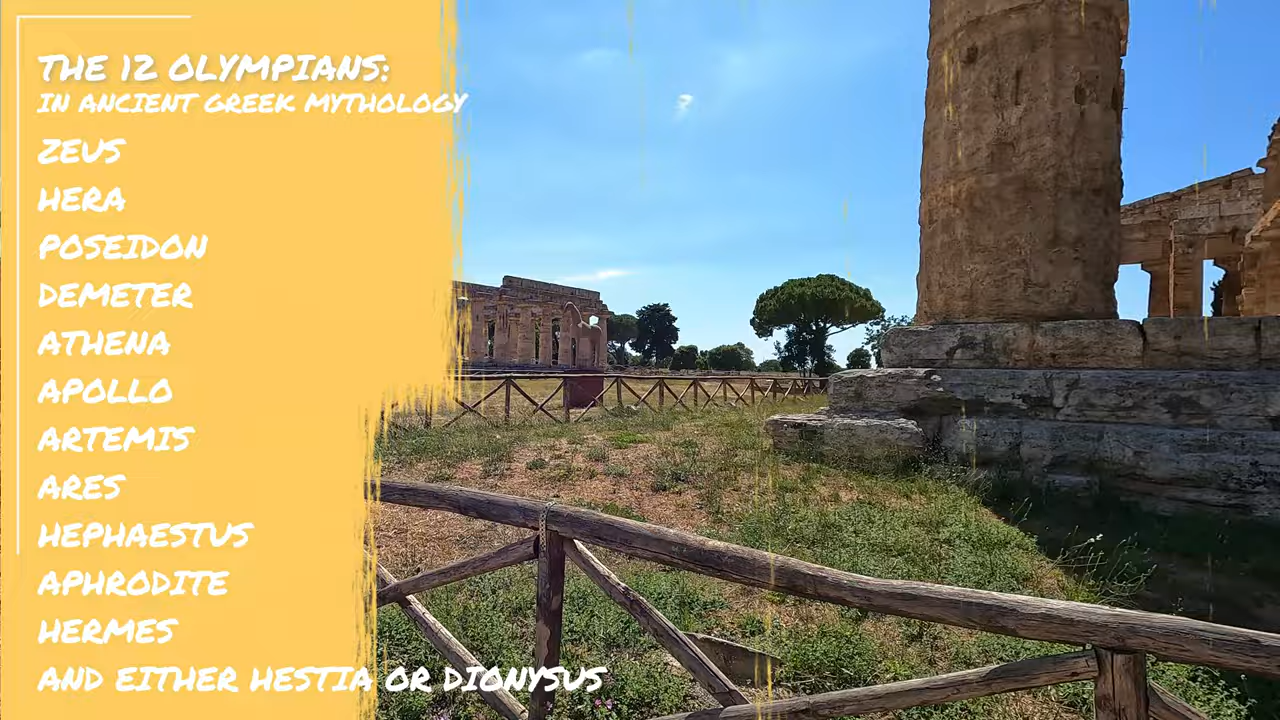 THE 12 OLYMPIANS:
IN ANCIENT GREEK MYTHOLOGY
ZEUS
HERA
POSEIDON
DEMETER
ATHENA
APOLLO
ARTEMIS
ARES
HEPHAESTUS
APHRODITE
HERMES
AND EITHER HESTIA OR DIONYSUS